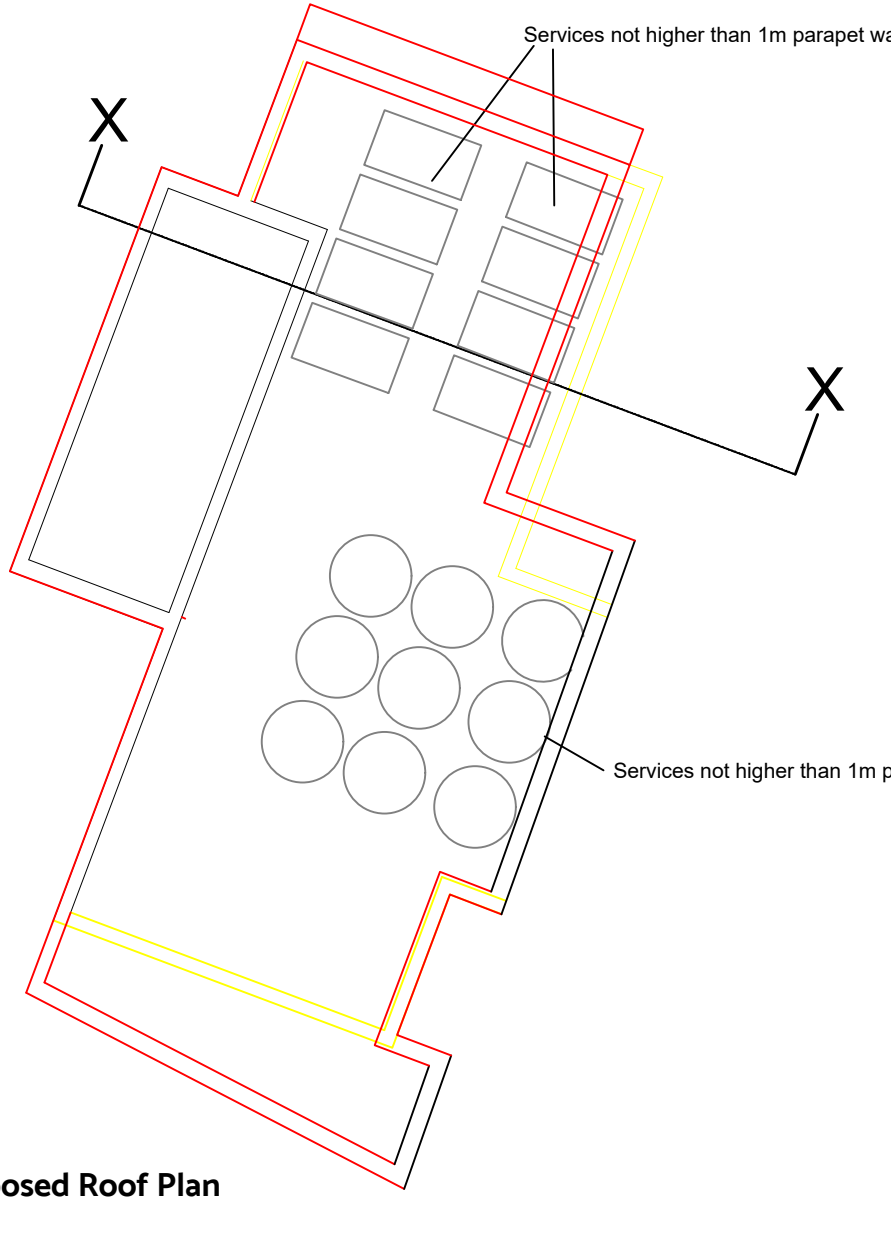 Services not higher than 1m parapet wa
X
X
Services not higher than 1m p
osed Roof Plan